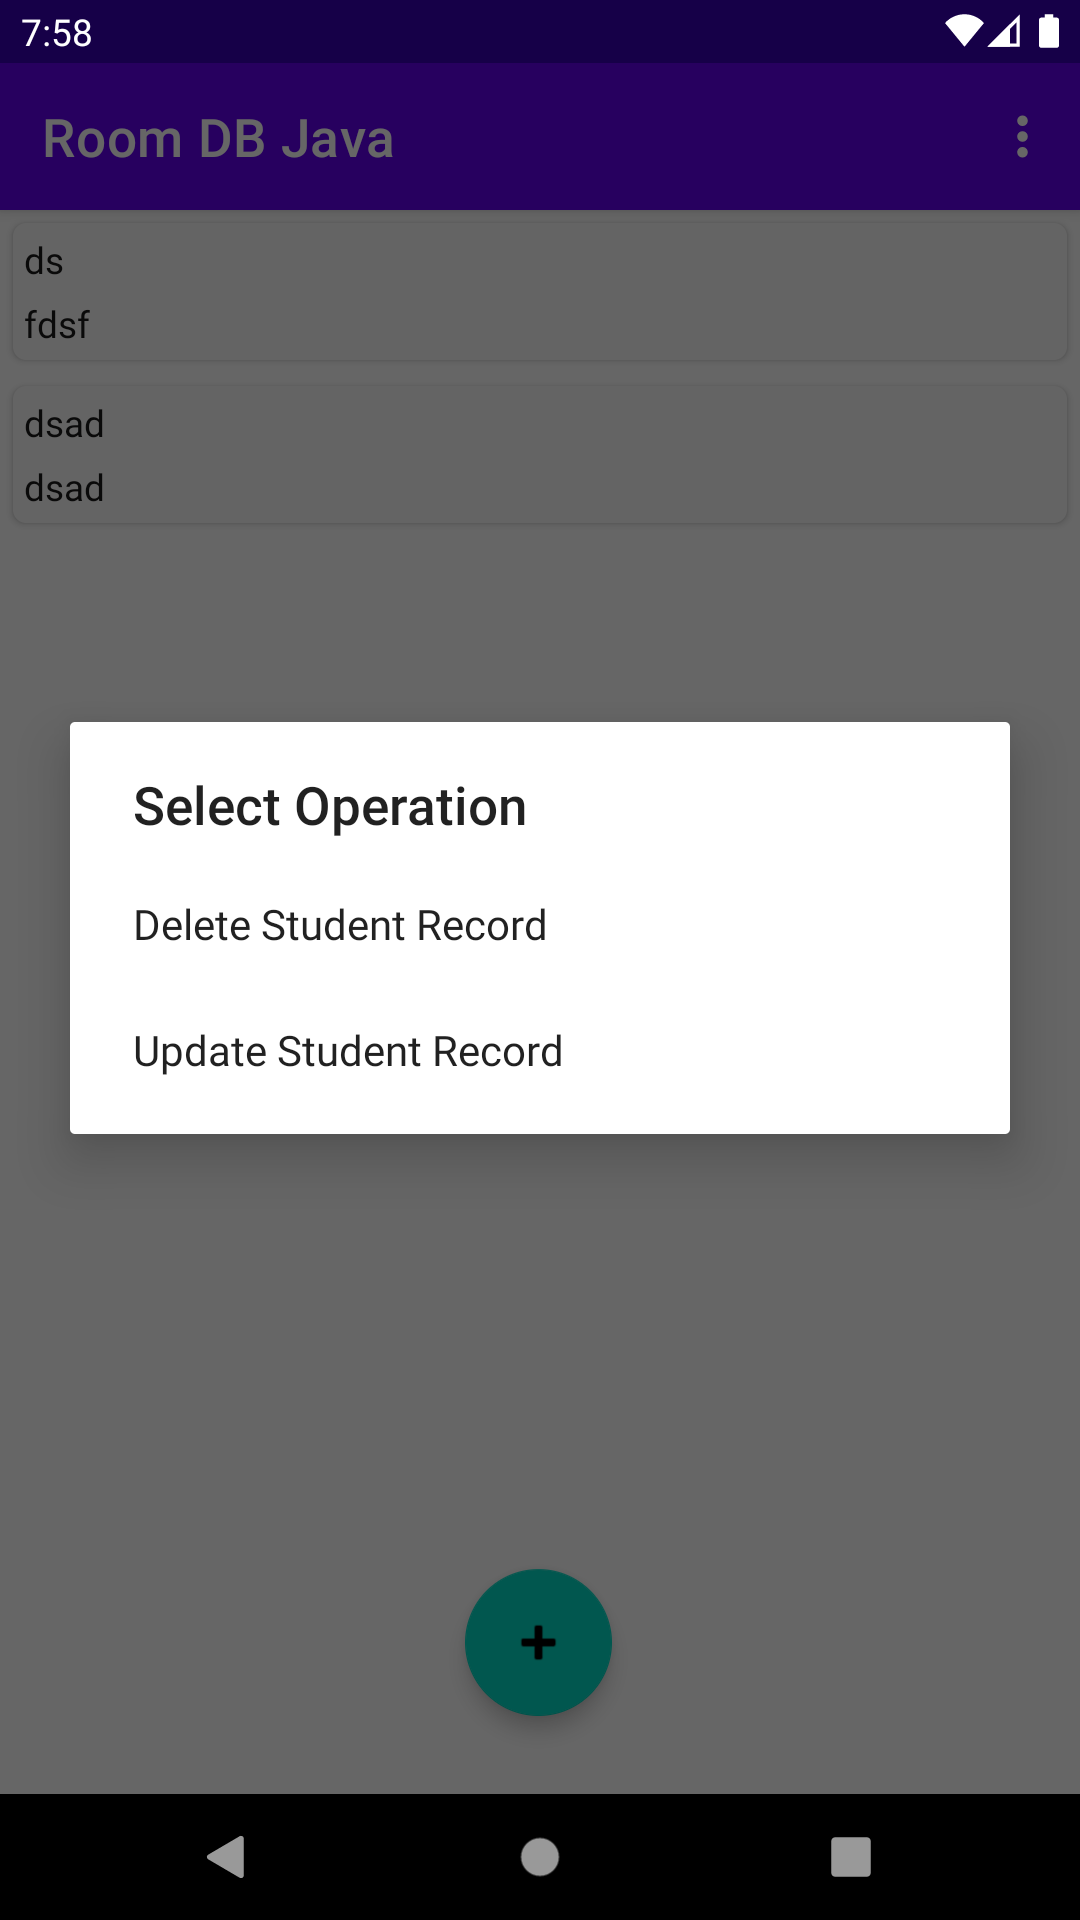 7:58
Room DB Java
ds
fdsf
dsad
dsad
Select Operation
Delete Student Record
Update Student Record